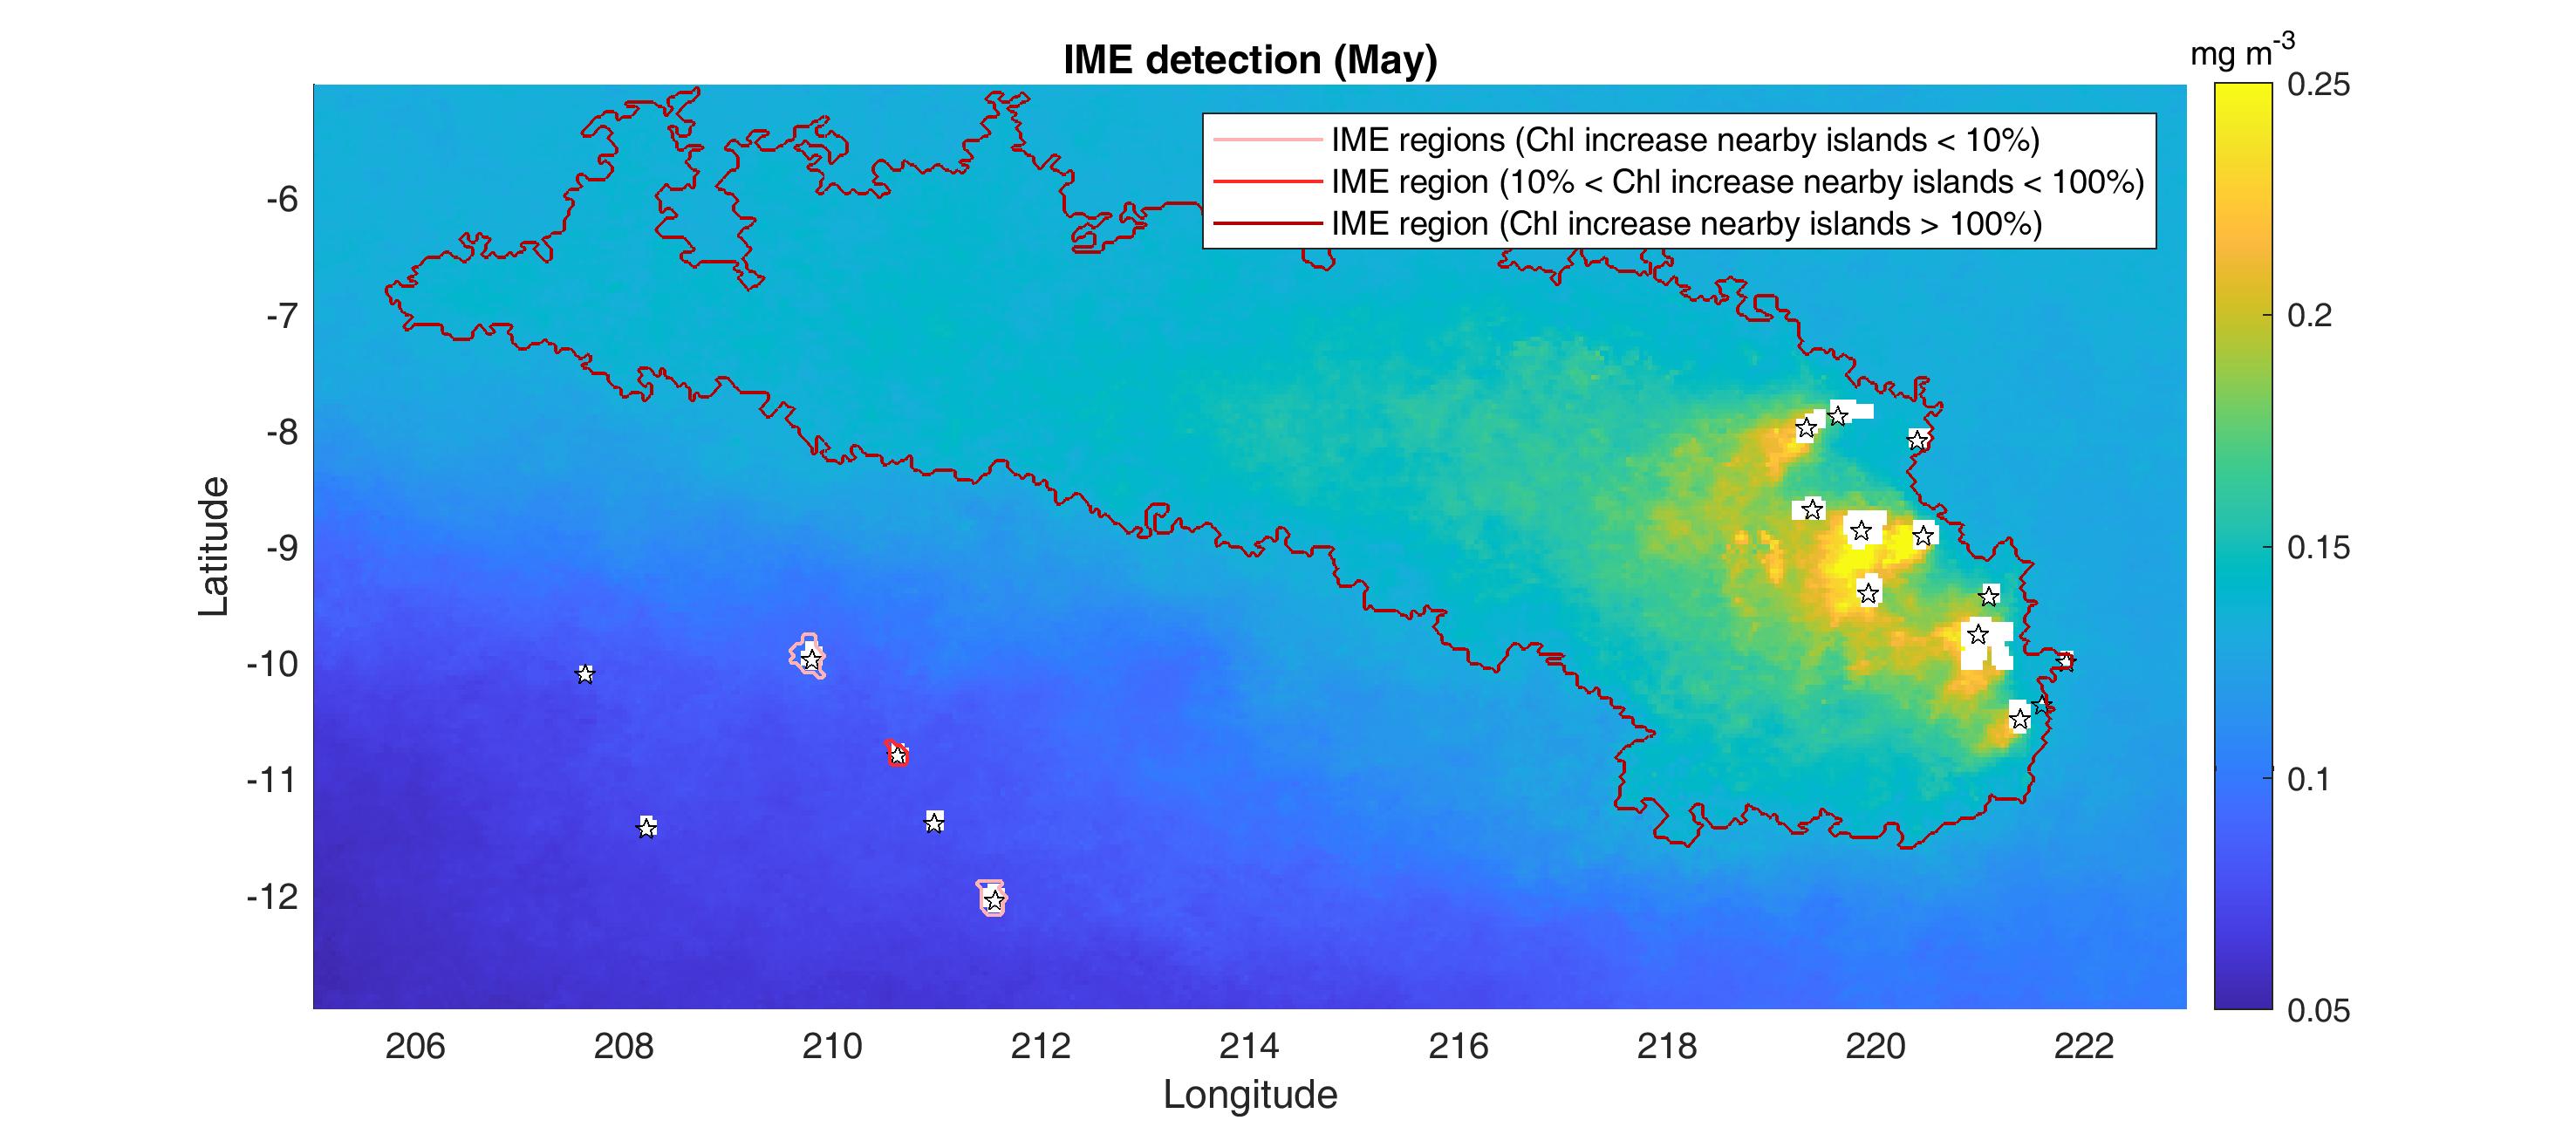 IME detection (May)
mg m-3
IME regions (Chl increase nearby islands < 10%)
IME region (10% < Chl increase nearby islands < 100%)
IME region (Chl increase nearby islands > 100%)
-6
-7
-8
-9
-10
-11
-12
Latitude
206 208 210 212 214 216 218 220 222
Longitude
0.25
0.2
0.15
0.1
0.05